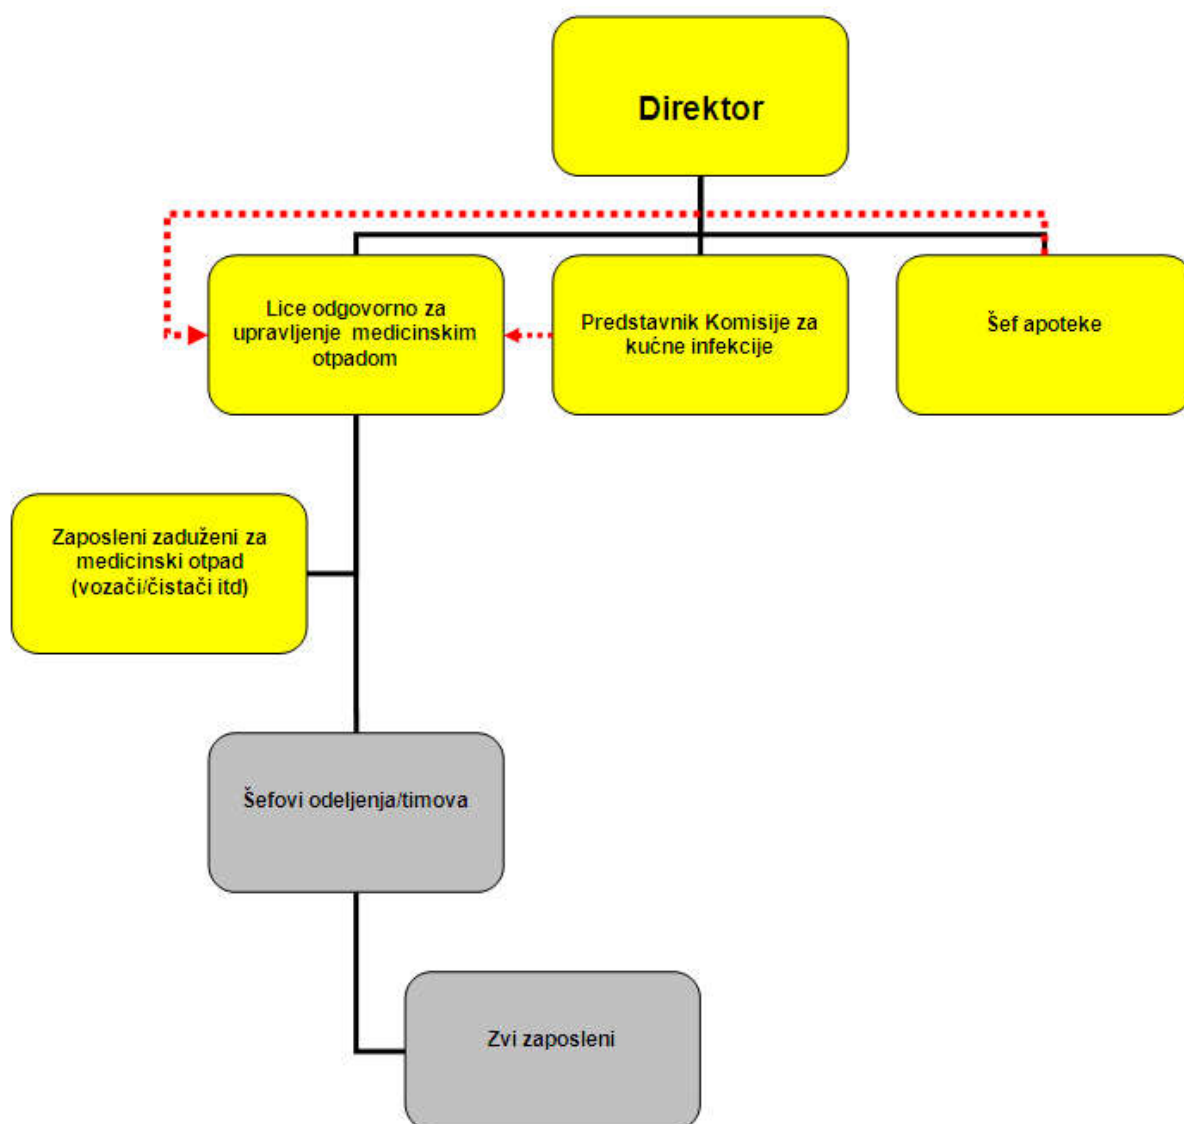 Direktor
Lice odgovorno za
upravljenje medicinskim
otpadom
Predstavnik Komisije za
kućne infekcije
Šef apoteke
Zaposleni zaduženi za
medicinski otpad
(vozači/čistači itd)
Šefovi odeljenja/timova
Zvi zaposleni